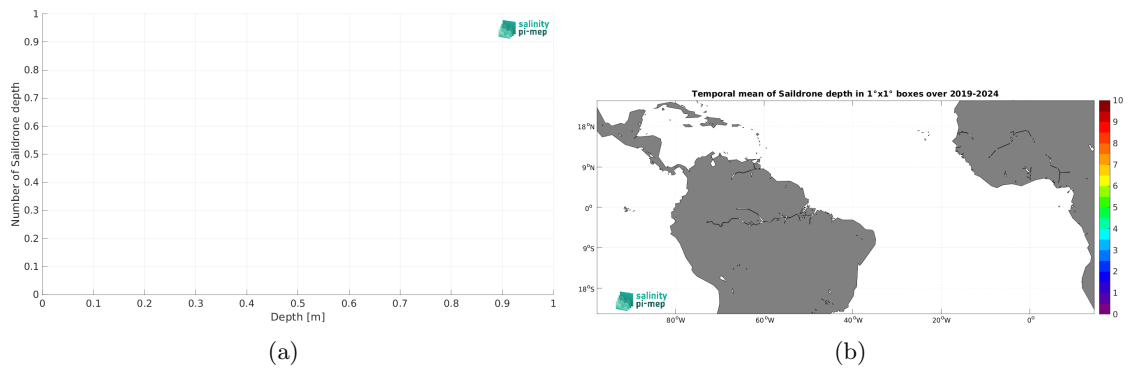 1
0.9
0.8
0.7
0.6
0.5
0.4
0.3
0.2
0.1
0
Number of Saildrone depth
0 0.1 0.2 0.3 0.4 0.5 0.6 0.7 0.8 0.9 1
Depth [m]
salinity
pi-mep
(a)
Temporal mean of Saildrone depth in 1°x1° boxes over 2019-2024
18°N
9°N
0°
9°S
18°S
80°W 60°W 40°W 20°W 0°
salinity
pi-mep
10
9
8
7
6
5
4
3
2
1
0
(b)